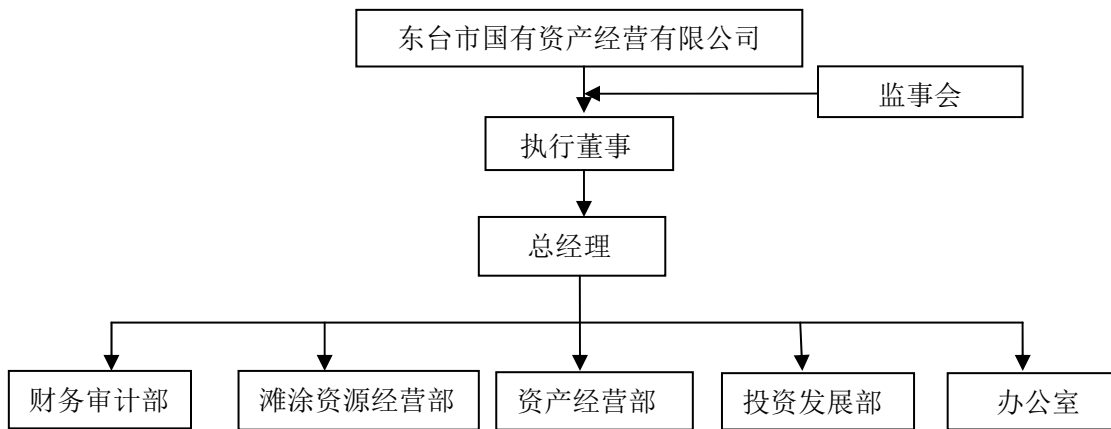 东台市国有资产经营有限公司
监事会
执行董事
总经理
财务审计部
滩涂资源经营部
资产经营部
投资发展部
办公室